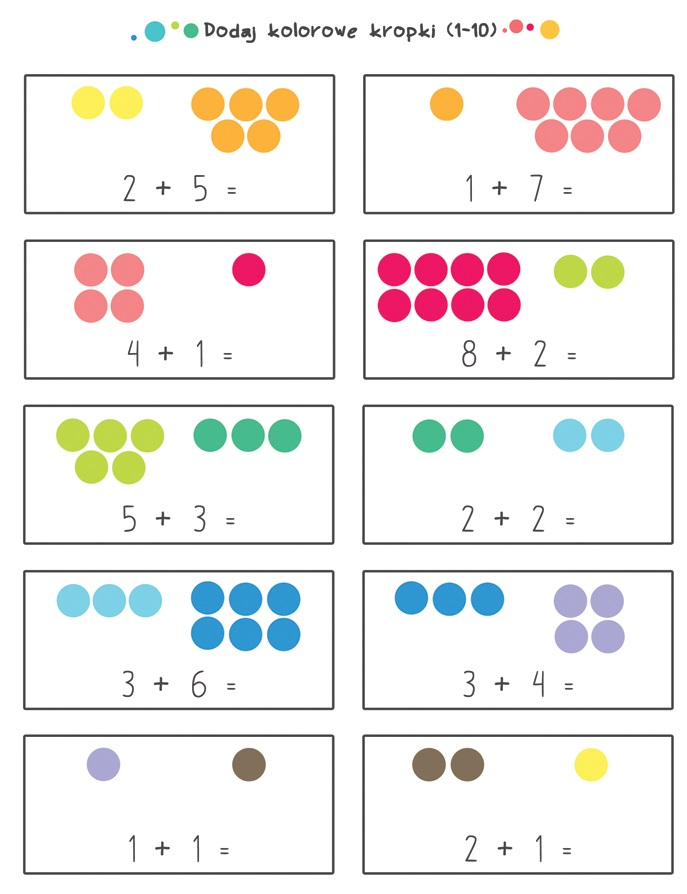 Dodaj kolorowe kropki (1-10)
2 + 5 =
1 + 7 =
4 + 1 =
8 + 2 =
5 + 3 =
2 + 2 =
3 + 6 =
3 + 4 =
1 + 1 =
2 + 1 =